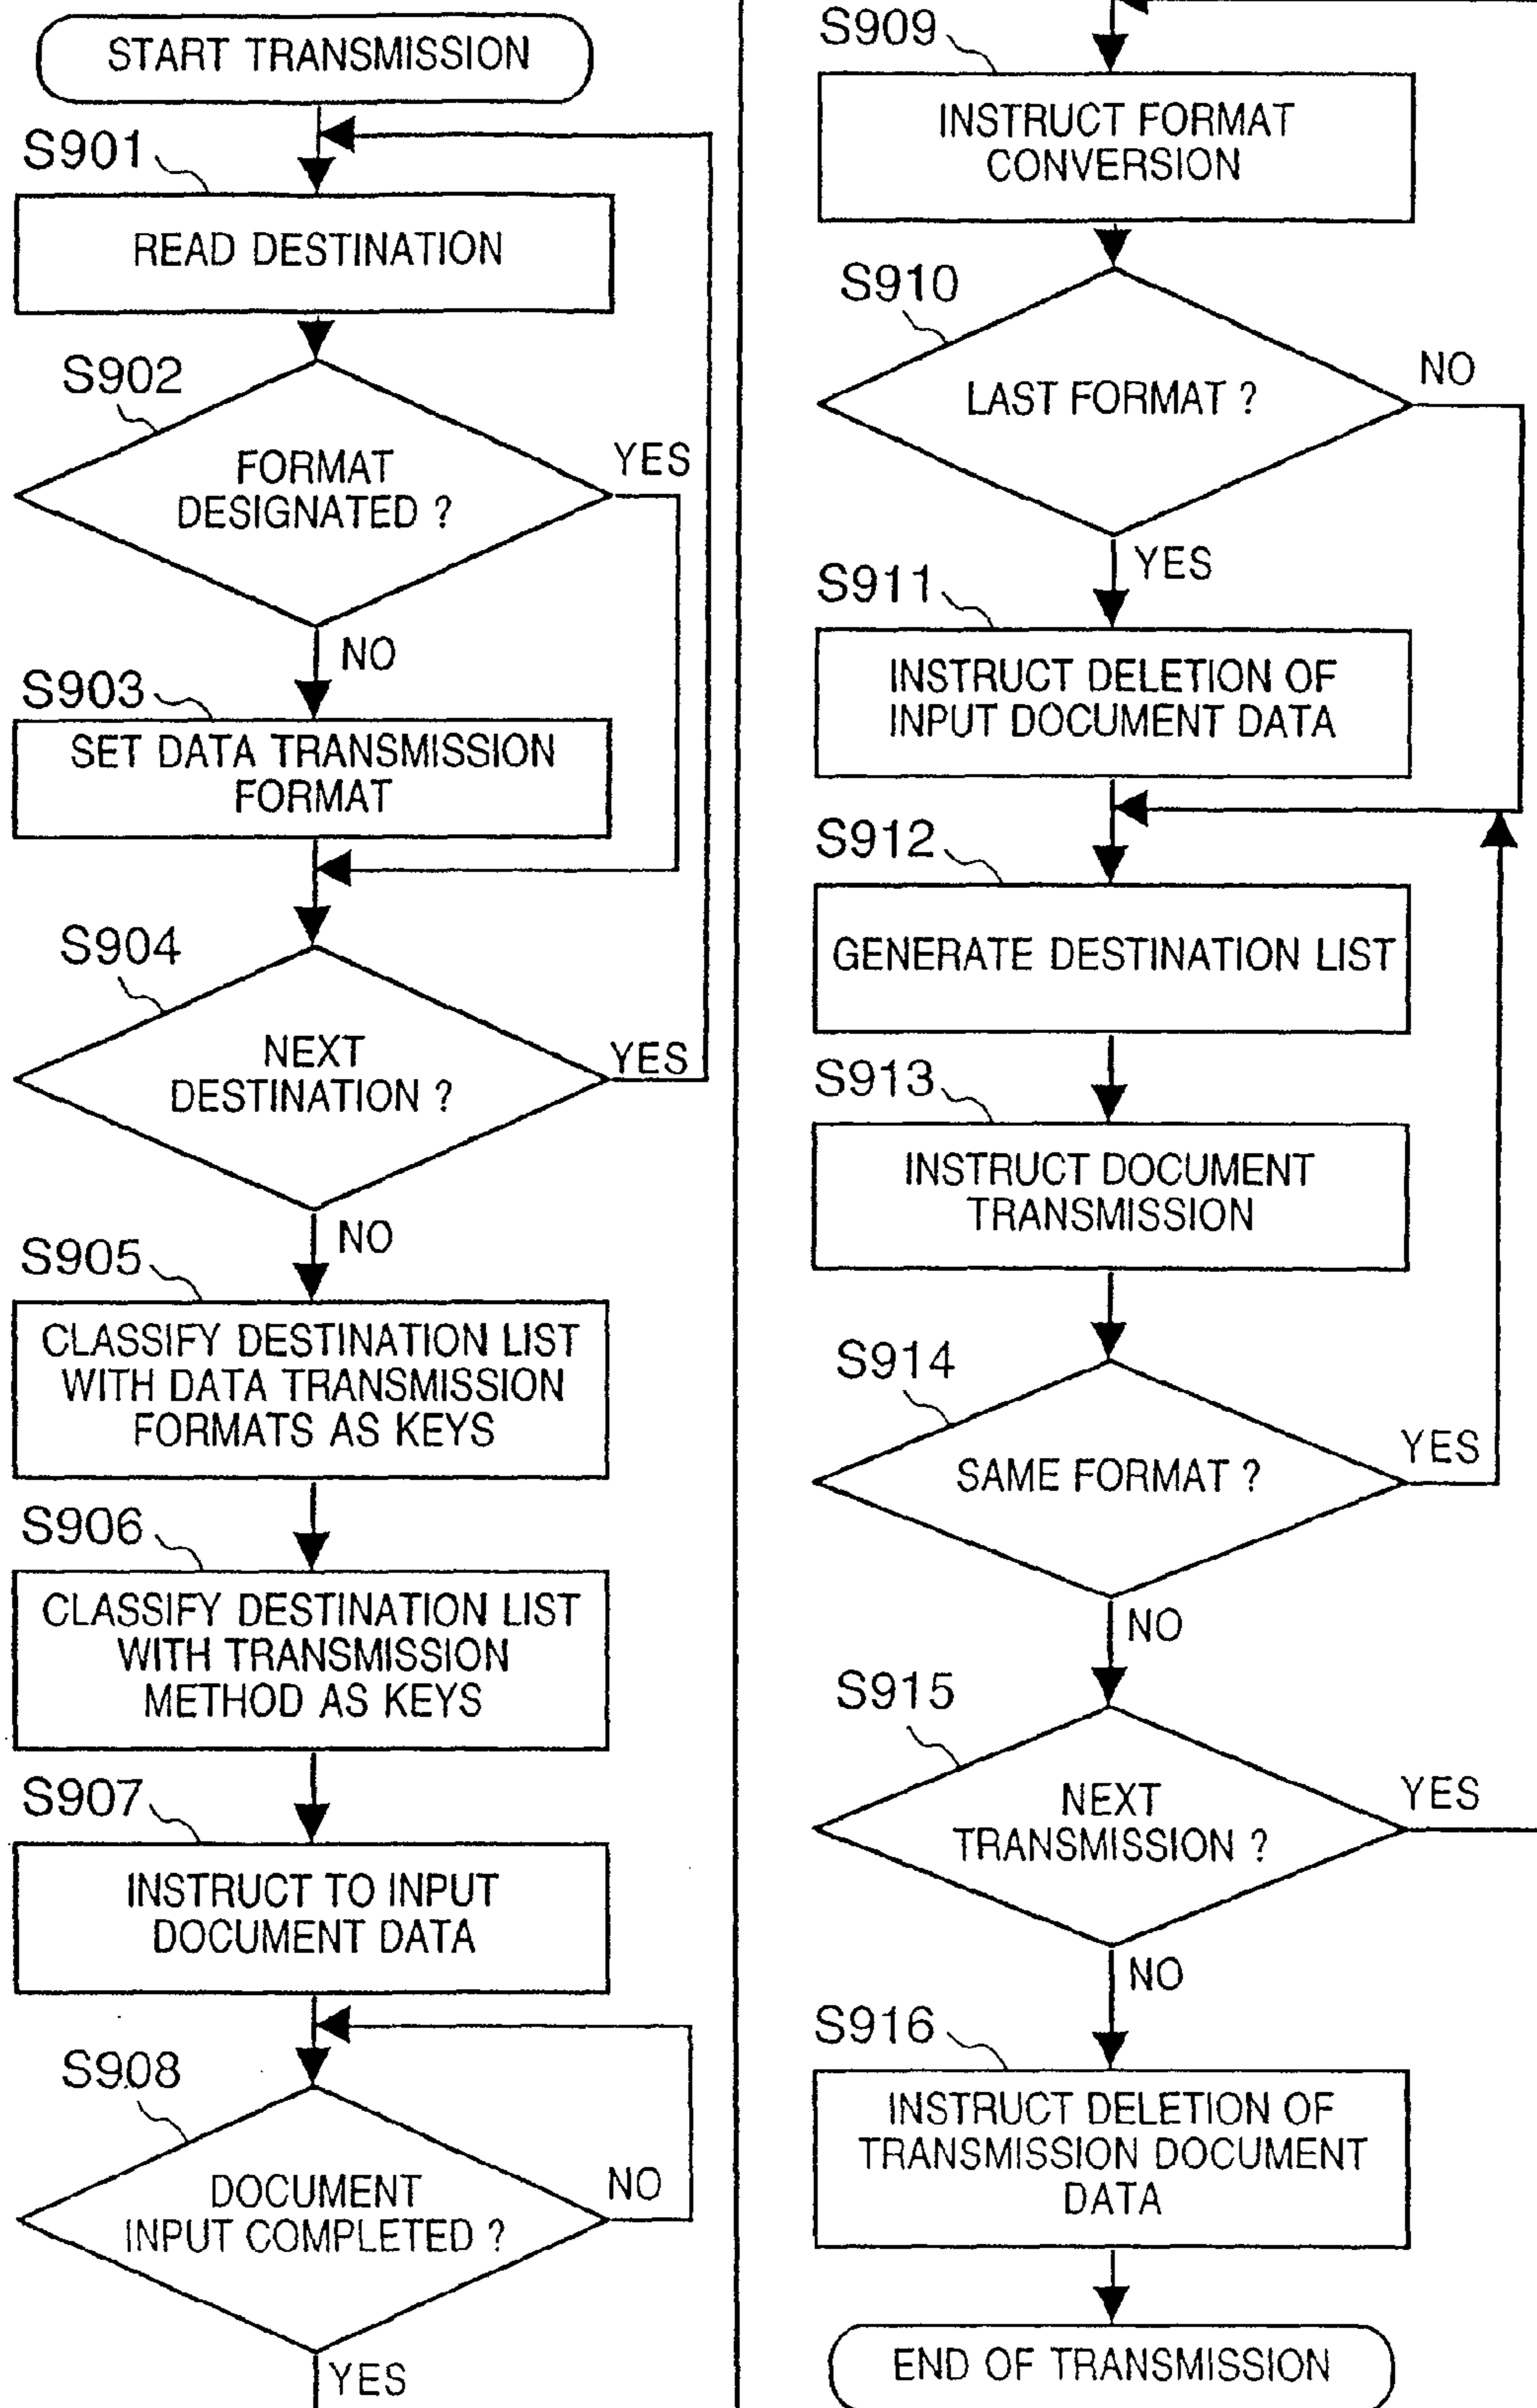 START TRANSMISSION
S901
READ DESTINATION
S902
FORMAT
DESIGNATED ?
YES
NO
S903
SET DATA TRANSMISSION
FORMAT
S904
NEXT
DESTINATION ?
YES
NO
S905
CLASSIFY DESTINATION LIST
WITH DATA TRANSMISSION
FORMATS AS KEYS
S906
CLASSIFY DESTINATION LIST
WITH TRANSMISSION
METHOD AS KEYS
S907
INSTRUCT TO INPUT
DOCUMENT DATA
S908
DOCUMENT
INPUT COMPLETED ?
NO
YES
S909
INSTRUCT FORMAT
CONVERSION
S910
LAST FORMAT ?
NO
YES
S911
INSTRUCT DELETION OF
INPUT DOCUMENT DATA
S912
GENERATE DESTINATION LIST
S913
INSTRUCT DOCUMENT
TRANSMISSION
S914
SAME FORMAT ?
YES
NO
S915
NEXT
TRANSMISSION ?
YES
NO
S916
INSTRUCT DELETION OF
TRANSMISSION DOCUMENT
DATA
END OF TRANSMISSION